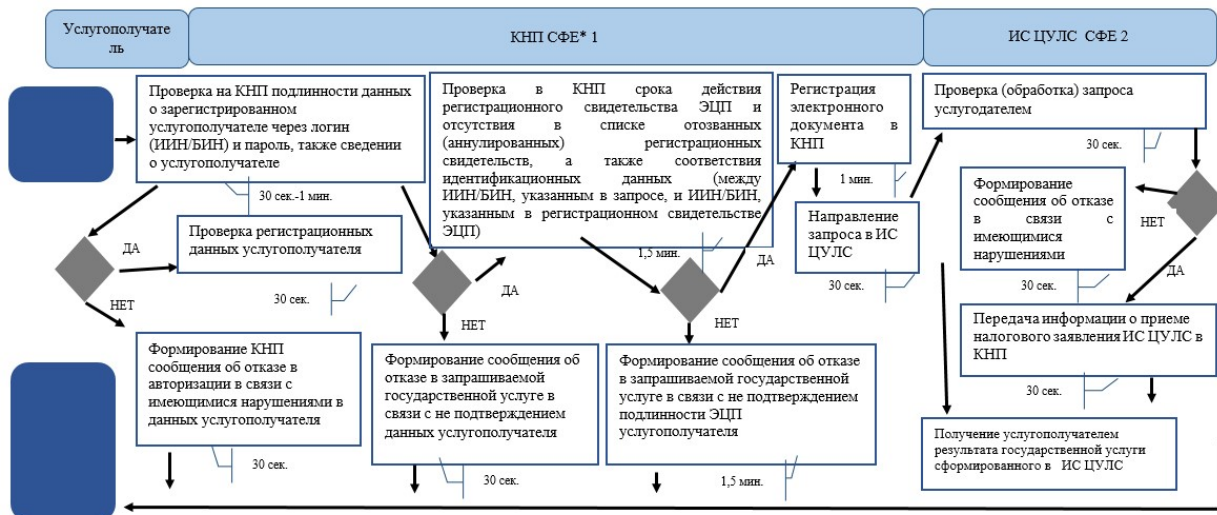 Услугополучате
ль
КНП СФЕ* 1
ИС ЦУЛС СФЕ 2
Проверка на КНП подлинности данных
о зарегистрированном
услугополучателе через логин
(ИИН/БИН) и пароль, также сведении
о услугополучателе
30 сек.-1 мин.
Проверка регистрационных
данных услугополучателя
30 сек.
ДА
НЕТ
Формирование КНП
сообщения об отказе в
авторизации в связи с
имеющимися нарушениями в
данных услугополучателя
30 сек.
Проверка в КНП срока действия
регистрационного свидетельства ЭЦП и
отсутствия в списке отозванных
(аннулированных) регистрационных
свидетельств, а также соответствия
идентификационных данных (между
ИИН/БИН, указанным в запросе, и ИИН/БИН,
указанным в регистрационном свидетельстве
ЭЦП)
1,5 мин.
ДА
НЕТ
Формирование сообщения об
отказе в запрашиваемой
государственной услуге в
связи с не подтверждением
данных услугополучателя
30 сек.
ДА
НЕТ
Формирование сообщения об
отказе в запрашиваемой государственной
услуге в связи с не подтверждением
подлинности ЭЦП
услугополучателя
1,5 мин.
Регистрация
электронного
документа в
КНП
1 мин.
Направление
запроса в ИС
ЦУЛС
30 сек.
Проверка (обработка) запроса
услугодателем
30 сек.
Формирование
сообщения об отказе
в связи с
имеющимися
нарушениями
30 сек.
НЕТ
ДА
Передача информации о приеме
налогового заявления ИС ЦУЛС в
КНП
30 сек.
Получение услугополучателем
результата государственной услуги
сформированного в ИС ЦУЛС